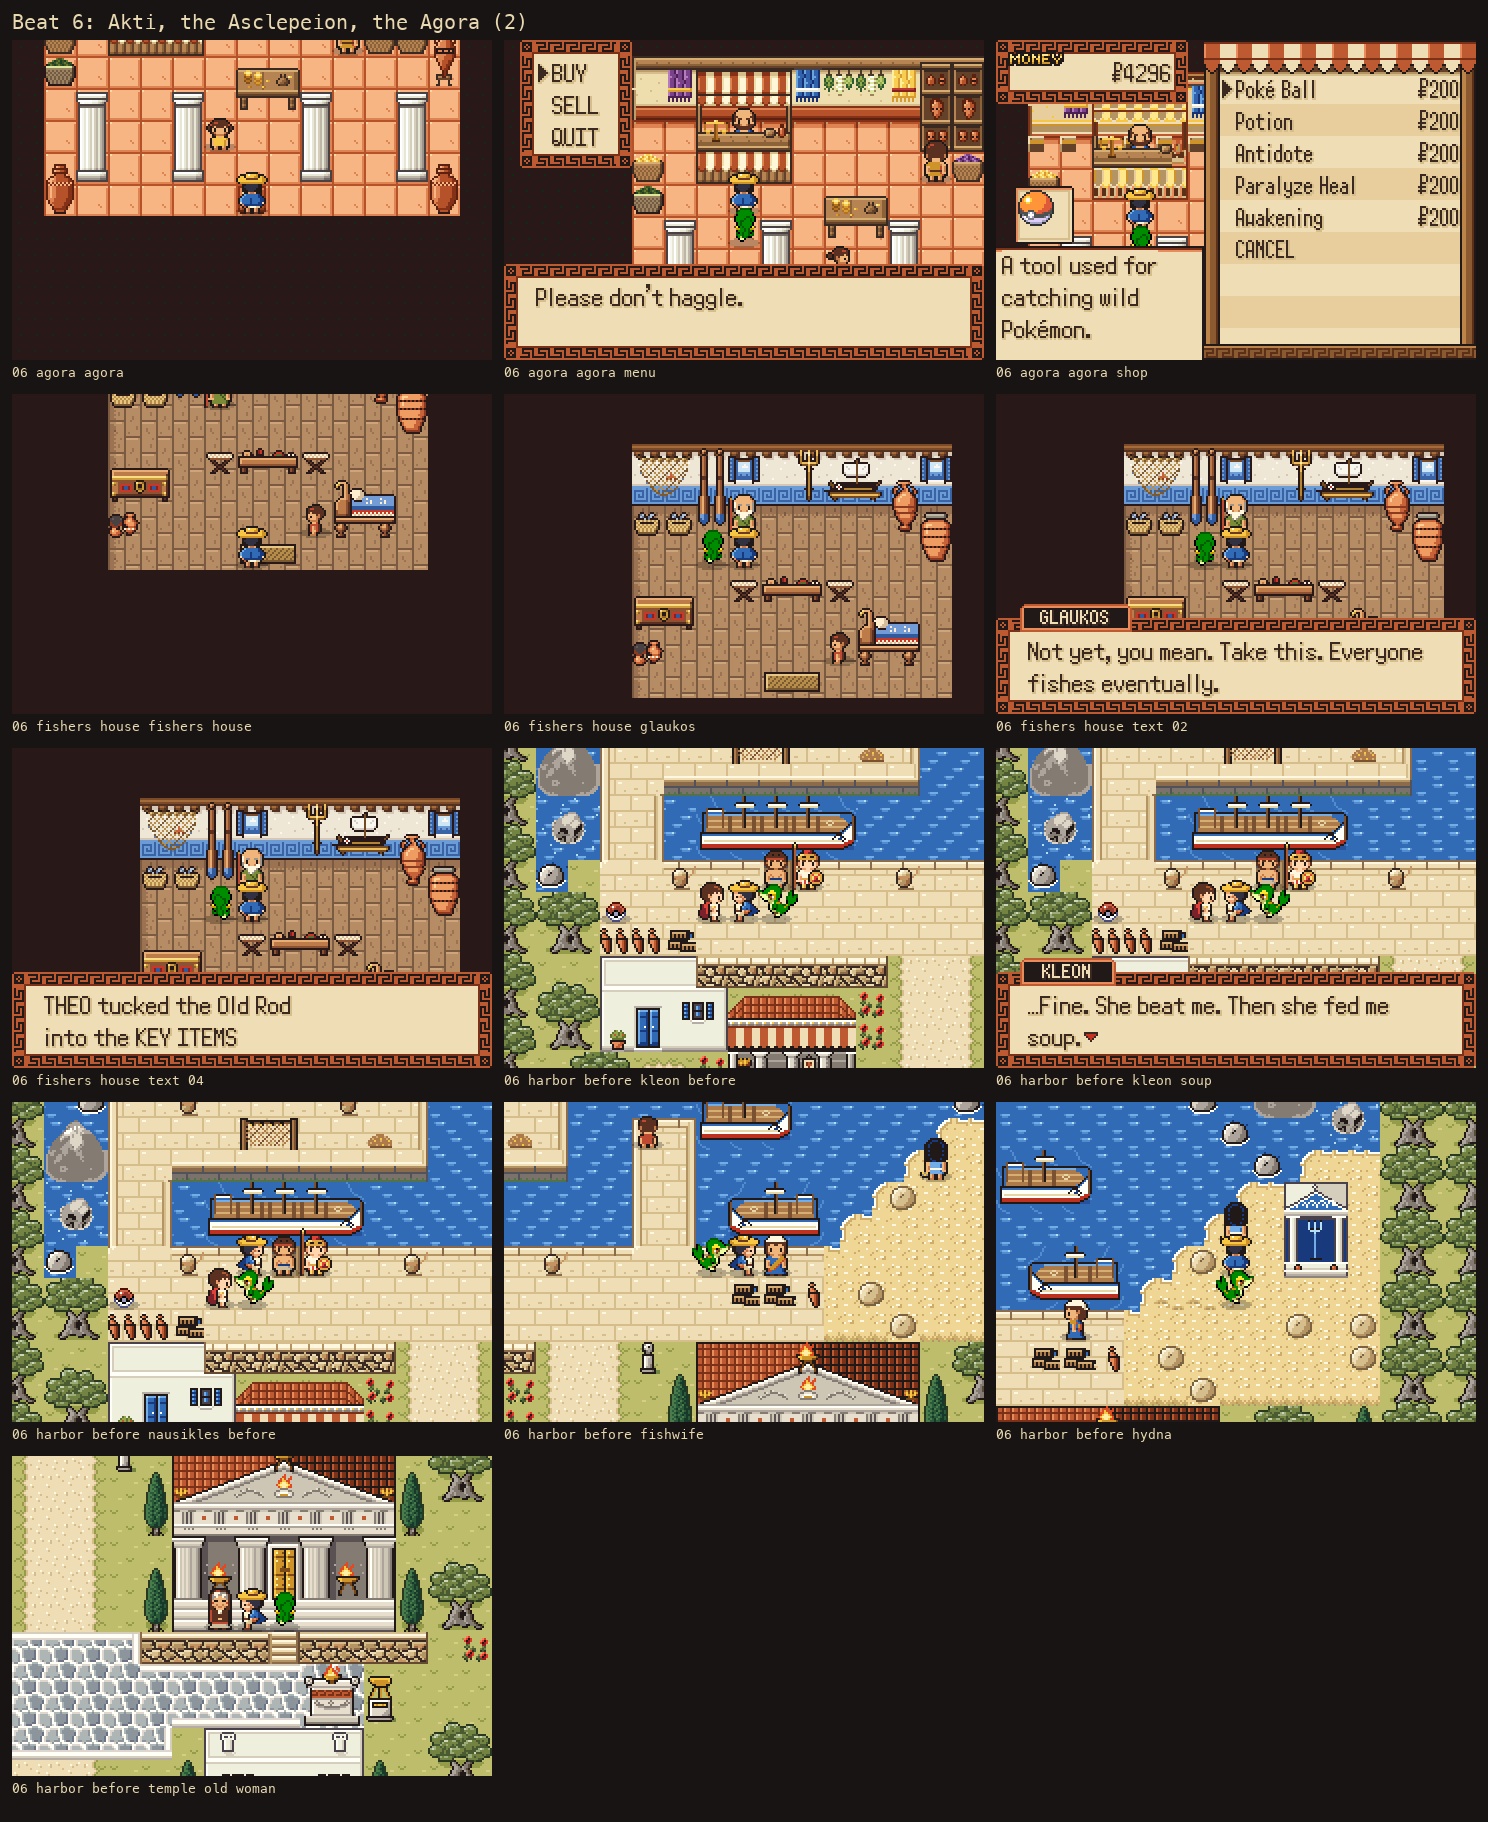 Beat 6: Akti, the Asclepeion, the Agora (2)
06 agora agora
BUY
SELL
QUIT
Please don't haggle.
06 agora agora menu
MONEY
₽4296
Poké Ball ₽200
Potion ₽200
Antidote ₽200
Paralyze Heal ₽200
Awakening ₽200
CANCEL
A tool used for
catching wild
Pokémon.
06 agora agora shop
06 fishers house fishers house
06 fishers house glaukos
GLAUKOS
Not yet, you mean. Take this. Everyone
fishes eventually.
06 fishers house text 02
THEO tucked the Old Rod
into the KEY ITEMS
06 fishers house text 04
06 harbor before kleon before
KLEON
…Fine. She beat me. Then she fed me
soup.
06 harbor before kleon soup
06 harbor before nausikles before
06 harbor before fishwife
06 harbor before hydna
06 harbor before temple old woman